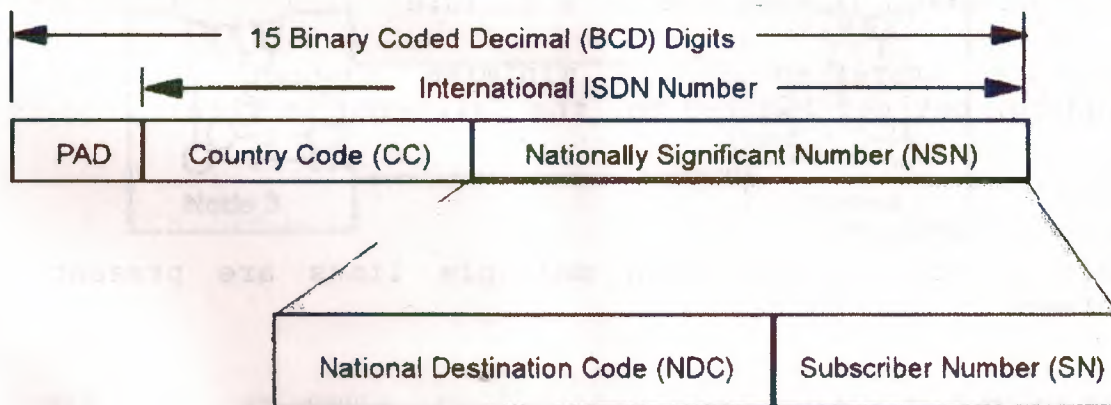 15 Binary Coded Decimal (BCD) Digits
International ISDN Number
PAD Country Code (CC) Nationally Significant Number (NSN)
National Destination Code (NDC) Subscriber Number (SN)